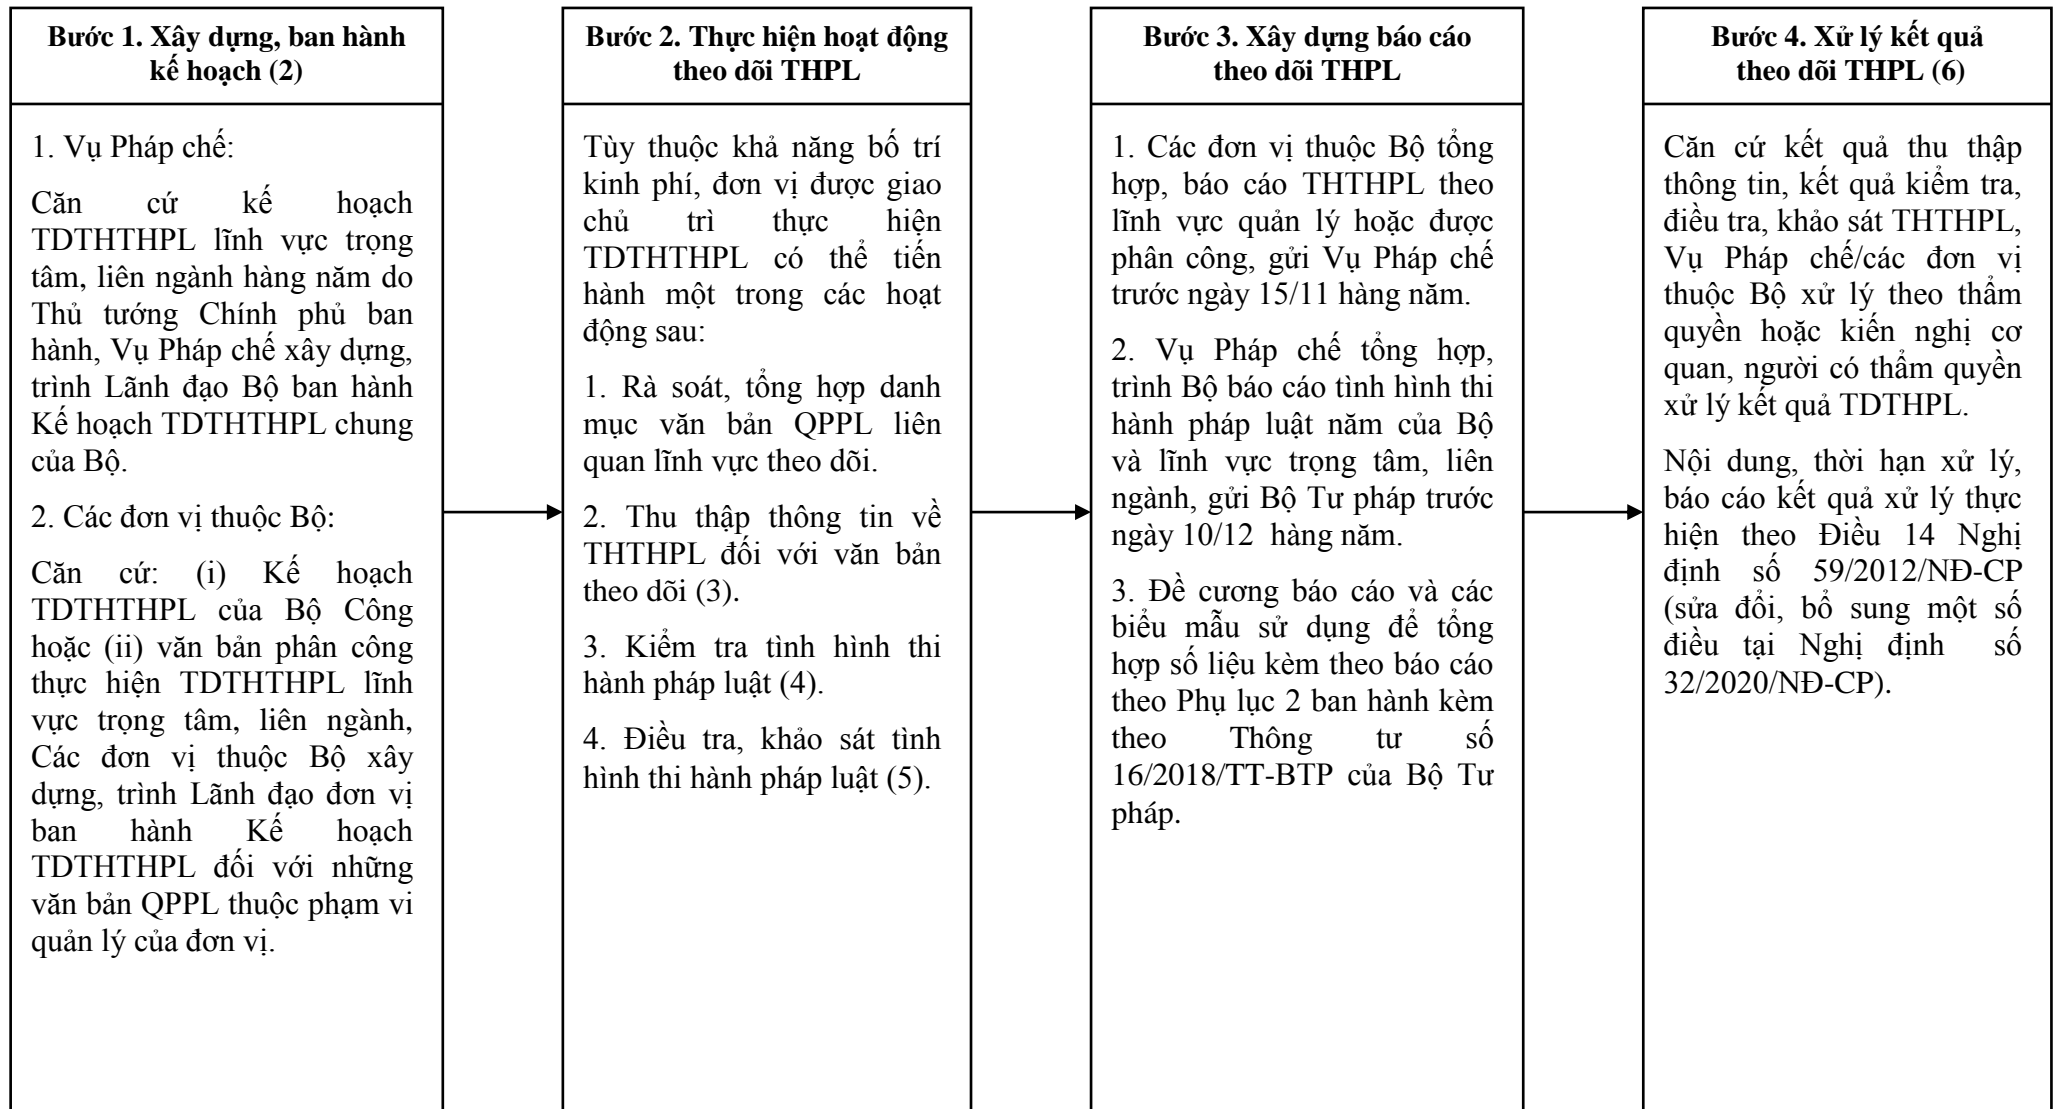 Bước 1. Xây dựng, ban hành
kế hoạch (2)
1. Vụ Pháp chế:
Căn cứ kế hoạch
TDTHTHPL lĩnh vực trọng
tâm, liên ngành hàng năm do
Thủ tướng Chính phủ ban
hành, Vụ Pháp chế xây dựng,
trình Lãnh đạo Bộ ban hành
Kế hoạch TDTHTHPL chung
của Bộ.
2. Các đơn vị thuộc Bộ:
Căn cứ: (i) Kế hoạch
TDTHTHPL của Bộ Công
hoặc (ii) văn bản phân công
thực hiện TDTHTHPL lĩnh
vực trọng tâm, liên ngành,
Các đơn vị thuộc Bộ xây
dựng, trình Lãnh đạo đơn vị
ban hành Kế hoạch
TDTHTHPL đối với những
văn bản QPPL thuộc phạm vi
quản lý của đơn vị.
Bước 2. Thực hiện hoạt động
theo dõi THPL
Tùy thuộc khả năng bố trí
kinh phí, đơn vị được giao
chủ trì thực hiện
TDTHTHPL có thể tiến
hành một trong các hoạt
động sau:
1. Rà soát, tổng hợp danh
mục văn bản QPPL liên
quan lĩnh vực theo dõi.
2. Thu thập thông tin về
THTHPL đối với văn bản
theo dõi (3).
3. Kiểm tra tình hình thi
hành pháp luật (4).
4. Điều tra, khảo sát tình
hình thi hành pháp luật (5).
Bước 3. Xây dựng báo cáo
theo dõi THPL
1. Các đơn vị thuộc Bộ tổng
hợp, báo cáo THTHPL theo
lĩnh vực quản lý hoặc được
phân công, gửi Vụ Pháp chế
trước ngày 15/11 hàng năm.
2. Vụ Pháp chế tổng hợp,
trình Bộ báo cáo tình hình thi
hành pháp luật năm của Bộ
và lĩnh vực trọng tâm, liên
ngành, gửi Bộ Tư pháp trước
ngày 10/12 hàng năm.
3. Đề cương báo cáo và các
biểu mẫu sử dụng để tổng
hợp số liệu kèm theo báo cáo
theo Phụ lục 2 ban hành kèm
theo Thông tư số
16/2018/TT-BTP của Bộ Tư
pháp.
Bước 4. Xử lý kết quả
theo dõi THPL (6)
Căn cứ kết quả thu thập
thông tin, kết quả kiểm tra,
điều tra, khảo sát THTHPL,
Vụ Pháp chế/các đơn vị
thuộc Bộ xử lý theo thẩm
quyền hoặc kiến nghị cơ
quan, người có thẩm quyền
xử lý kết quả TDTHPL.
Nội dung, thời hạn xử lý,
báo cáo kết quả xử lý thực
hiện theo Điều 14 Nghị
định số 59/2012/NĐ-CP
(sửa đổi, bổ sung một số
điều tại Nghị định số
32/2020/NĐ-CP).